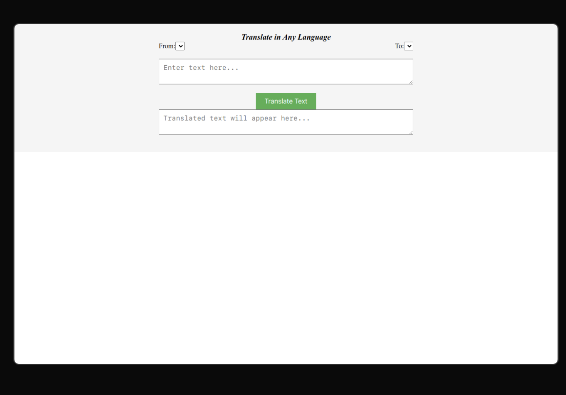 Translate in Any Language
From:
To:
Enter text here...
Translate Text
Translated text will appear here...